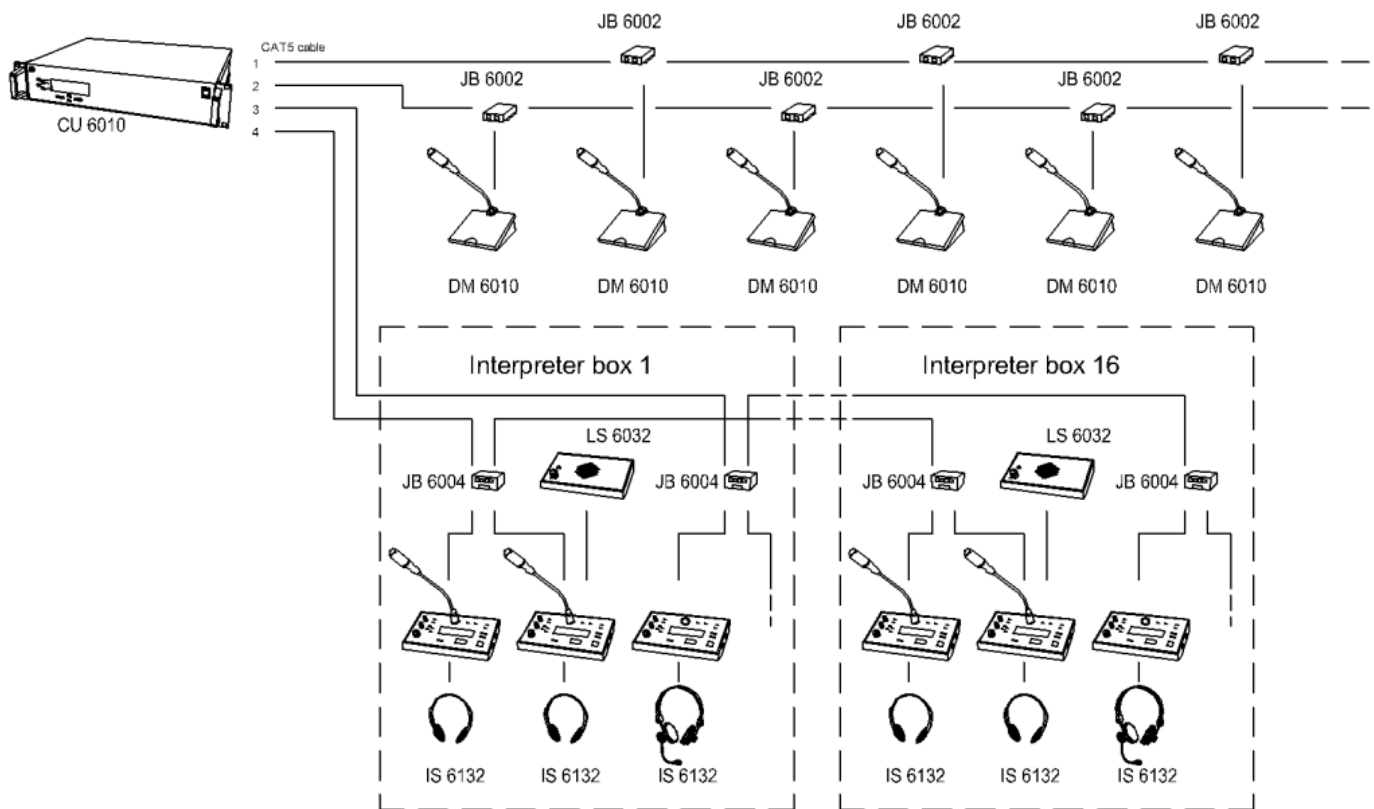 JB 6002 JB 6002 JB 6002
CAT5 cable
1
2
JB 6002 JB 6002 JB 6002
3
CU 6010
4
DM 6010 DM 6010 DM 6010 DM 6010 DM 6010 DM 6010
Interpreter box 1 Interpreter box 16
LS 6032 LS 6032
JB 6004 JB 6004 JB 6004 JB 6004
IS 6132 IS 6132 IS 6132 IS 6132 IS 6132 IS 6132